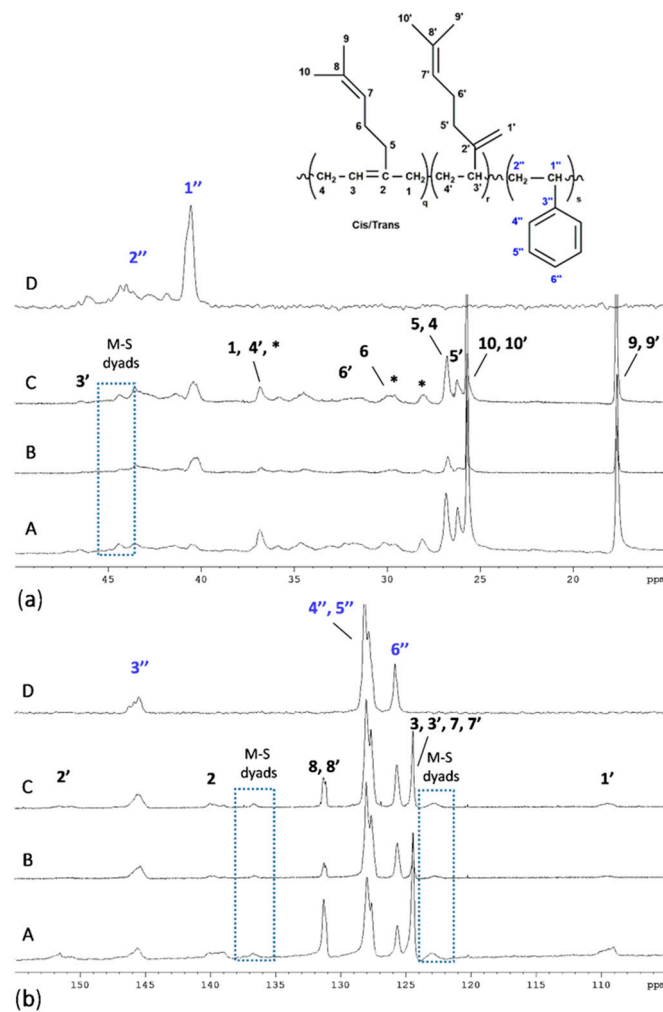 10' 9'
8'
9 7'
8 6'
10 7 5' 1'
6 2'
5
CH₂ CH C CH₂ CH₂ CH CH₂ CH
2'' 1''
4 3 2 1 4' 3' 3''
q r s
Cis/Trans 4''
5''
6''
1''
2''
D
M-S
dyads
3' 1, 4', * 6' 6 * * 5, 4 5' 10, 10' 9, 9'
C
B
A
45 40 35 30 25 20 ppm
(a)
4'', 5''
3'' 6''
D
3, 3', 7, 7'
M-S
dyads
M-S
dyads
2' 2 8, 8' 1'
C
B
A
150 145 140 135 130 125 120 115 110 ppm
(b)